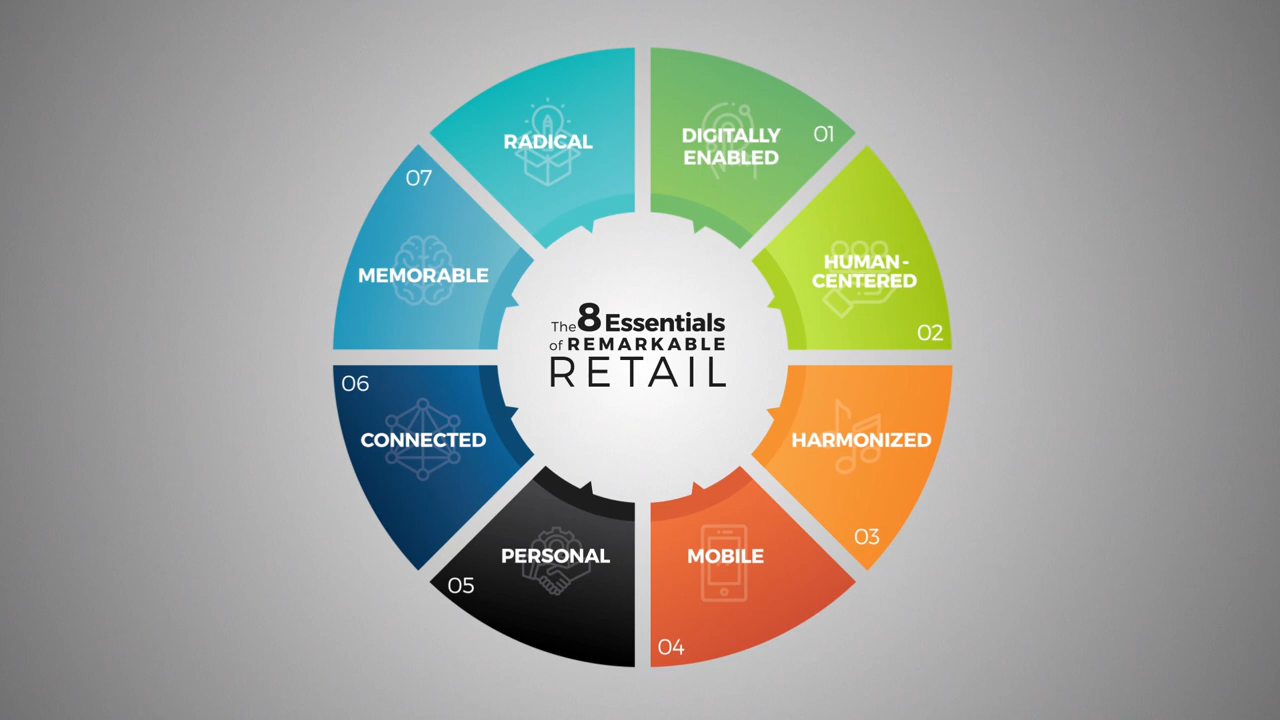 The 8 Essentials
of REMARKABLE
RETAIL
DIGITALLY
ENABLED
01
HUMAN-
CENTERED
02
HARMONIZED
03
MOBILE
04
PERSONAL
05
CONNECTED
06
MEMORABLE
07
RADICAL